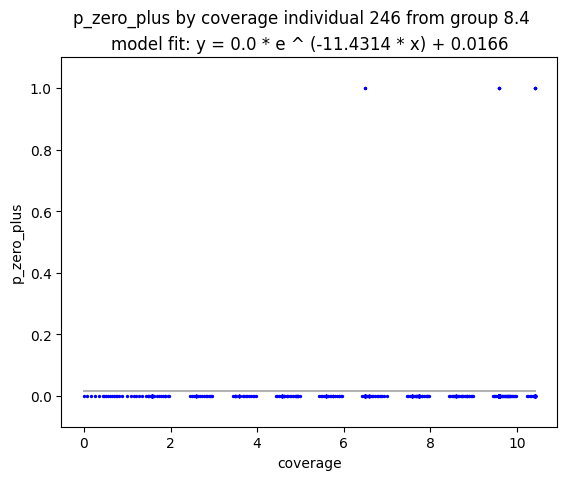 p_zero_plus by coverage individual 246 from group 8.4
model fit: y = 0.0 * e ^ (-11.4314 * x) + 0.0166
1.0
0.8
0.6
0.4
0.2
0.0
p_zero_plus
0 2 4 6 8 10
coverage